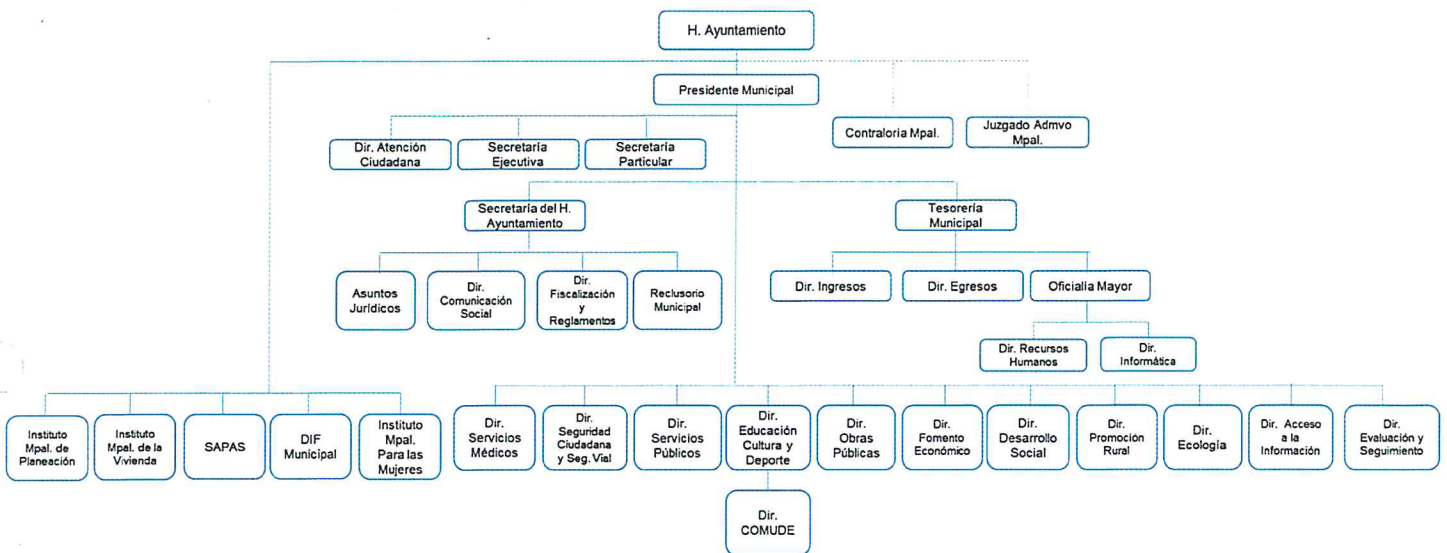 H. Ayuntamiento
Presidente Municipal
Contraloría Mpal.
Juzgado Admvo
Mpal.
Dir. Atención
Ciudadana
Secretaría
Ejecutiva
Secretaría
Particular
Secretaría del H.
Ayuntamiento
Tesorería
Municipal
Asuntos
Jurídicos
Dir.
Comunicación
Social
Dir.
Fiscalización
y
Reglamentos
Reclusorio
Municipal
Dir. Ingresos
Dir. Egresos
Oficialía Mayor
Dir. Recursos
Humanos
Dir.
Informática
Instituto
Mpal. de
Planeación
Instituto
Mpal. de la
Vivienda
SAPAS
DIF
Municipal
Instituto
Mpal.
Para las
Mujeres
Dir.
Servicios
Médicos
Dir.
Seguridad
Ciudadana
y Seg. Vial
Dir.
Servicios
Públicos
Dir.
Educación
Cultura y
Deporte
Dir.
Obras
Públicas
Dir.
Fomento
Económico
Dir.
Desarrollo
Social
Dir.
Promoción
Rural
Dir.
Ecología
Dir. Acceso
a la
Información
Dir.
Evaluación y
Seguimiento
Dir.
COMUDE